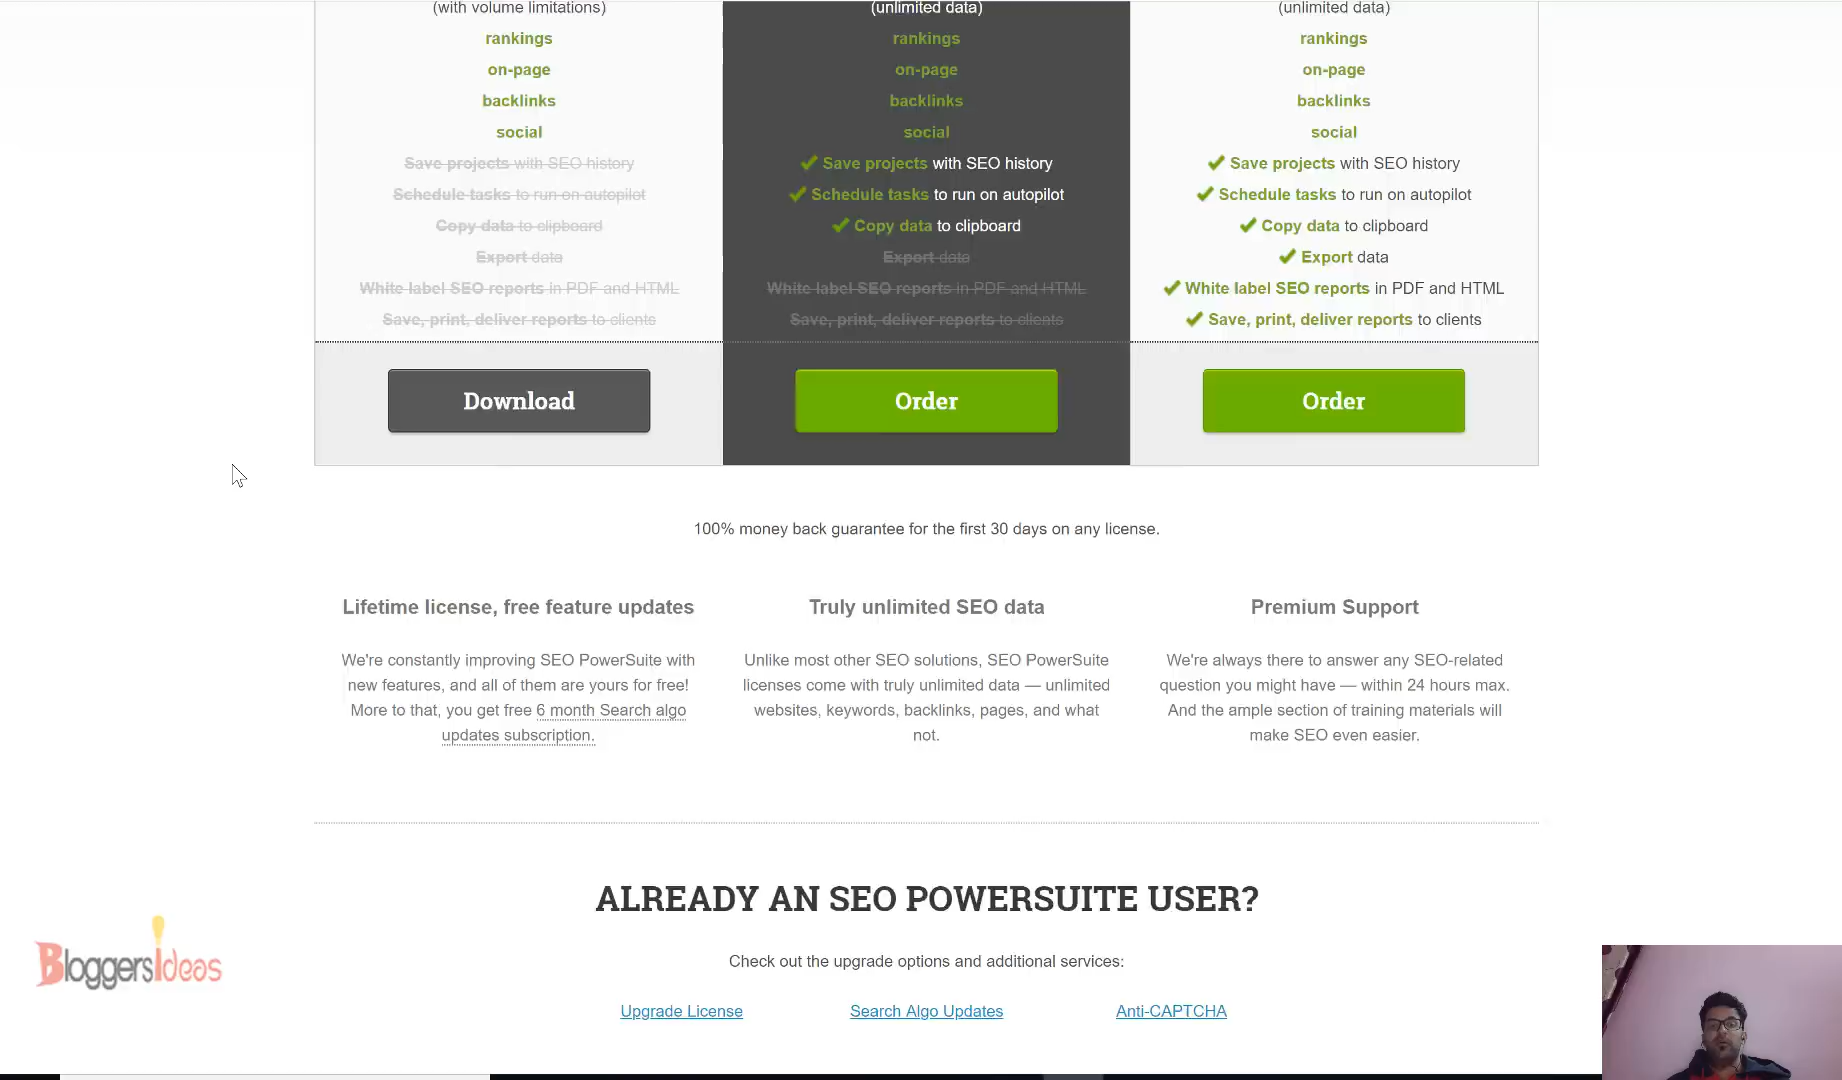 (with volume limitations)
rankings
on-page
backlinks
social
Save projects with SEO history
Schedule tasks to run on autopilot
Copy data to clipboard
Export data
White label SEO reports in PDF and HTML
Save, print, deliver reports to clients
Download
(unlimited data)
rankings
on-page
backlinks
social
Save projects with SEO history
Schedule tasks to run on autopilot
Copy data to clipboard
Export data
White label SEO reports in PDF and HTML
Save, print, deliver reports to clients
Order
(unlimited data)
rankings
on-page
backlinks
social
Save projects with SEO history
Schedule tasks to run on autopilot
Copy data to clipboard
Export data
White label SEO reports in PDF and HTML
Save, print, deliver reports to clients
Order
100% money back guarantee for the first 30 days on any license.
Lifetime license, free feature updates
We're constantly improving SEO PowerSuite with
new features, and all of them are yours for free!
More to that, you get free 6 month Search algo
updates subscription.
Truly unlimited SEO data
Unlike most other SEO solutions, SEO PowerSuite
licenses come with truly unlimited data — unlimited
websites, keywords, backlinks, pages, and what
not.
Premium Support
We're always there to answer any SEO-related
question you might have — within 24 hours max.
And the ample section of training materials will
make SEO even easier.
ALREADY AN SEO POWERSUITE USER?
Check out the upgrade options and additional services:
Upgrade License
Search Algo Updates
Anti-CAPTCHA
BloggersIdeas